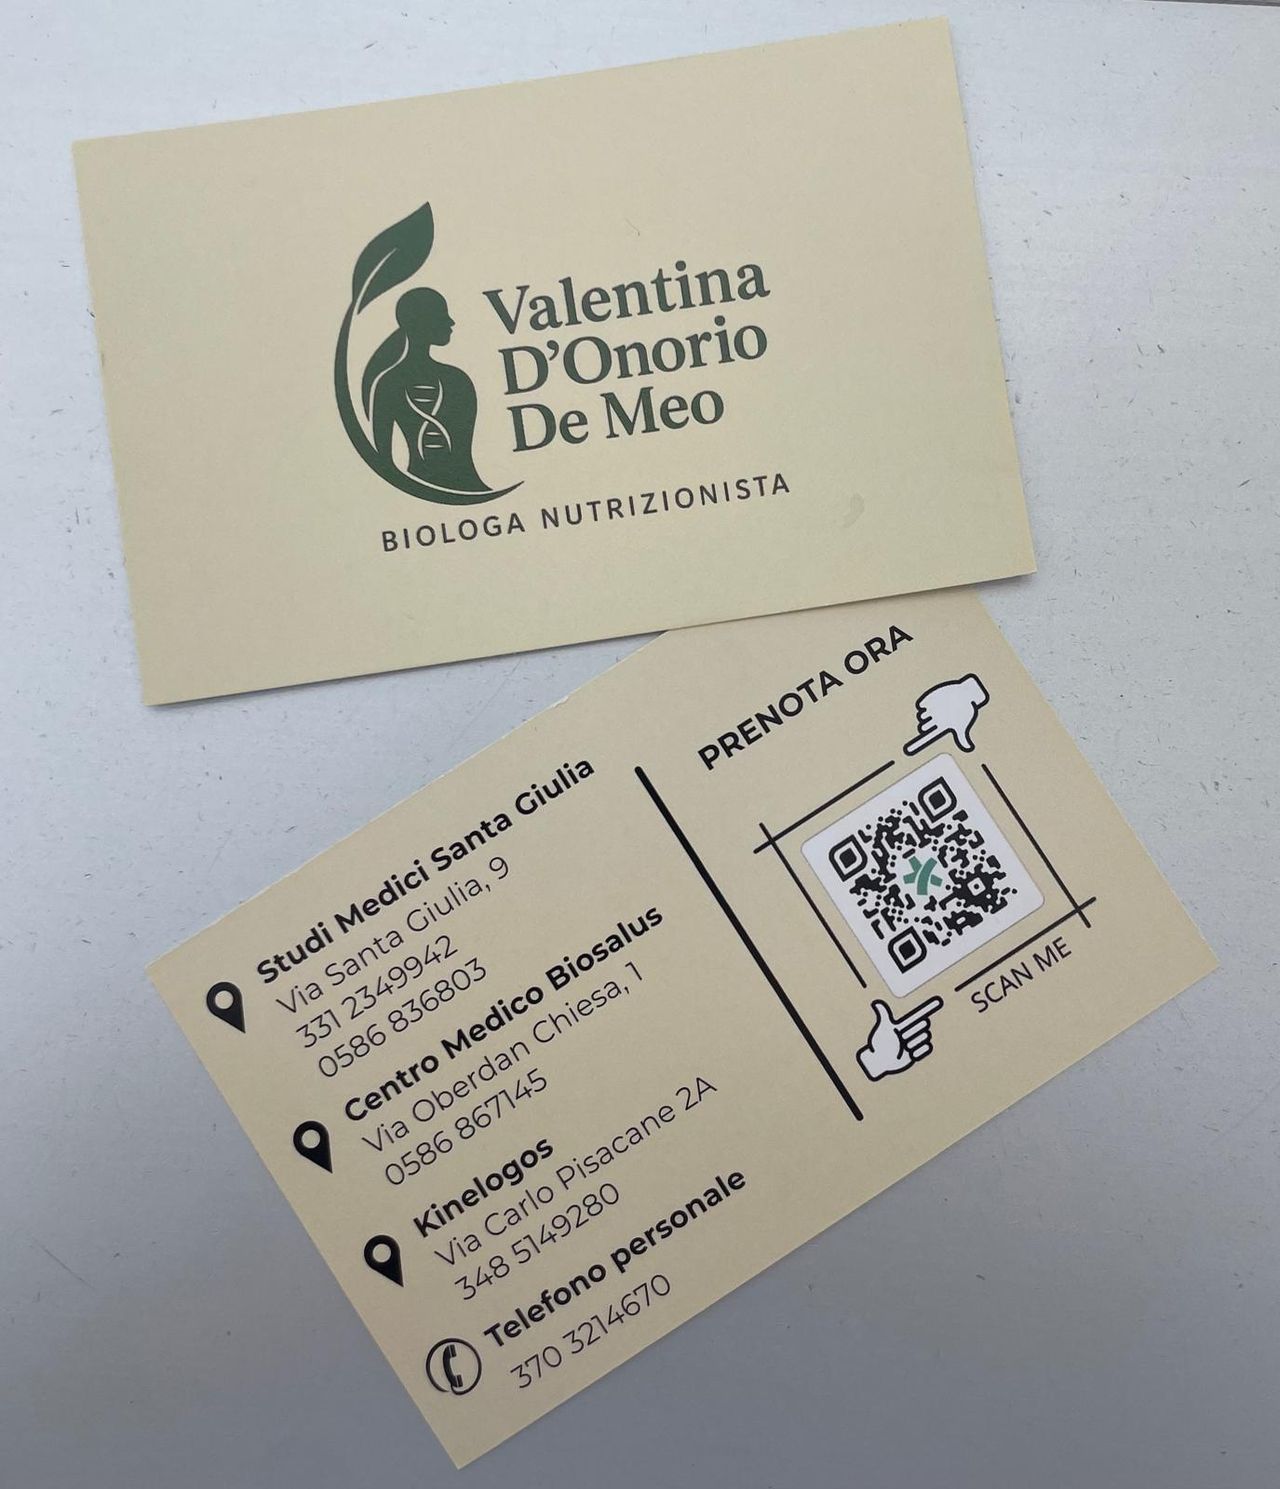 Valentina
D'Onorio
De Meo
BIOLOGA NUTRIZIONISTA
Studi Medici Santa Giulia
Via Santa Giulia, 9
331 2349942
0586 836803
Centro Medico Biosalus
Via Oberdan Chiesa, 1
0586 867145
Kinelogos
Via Carlo Pisacane 2A
348 5149280
Telefono personale
370 3214670
PRENOTA ORA
SCAN ME